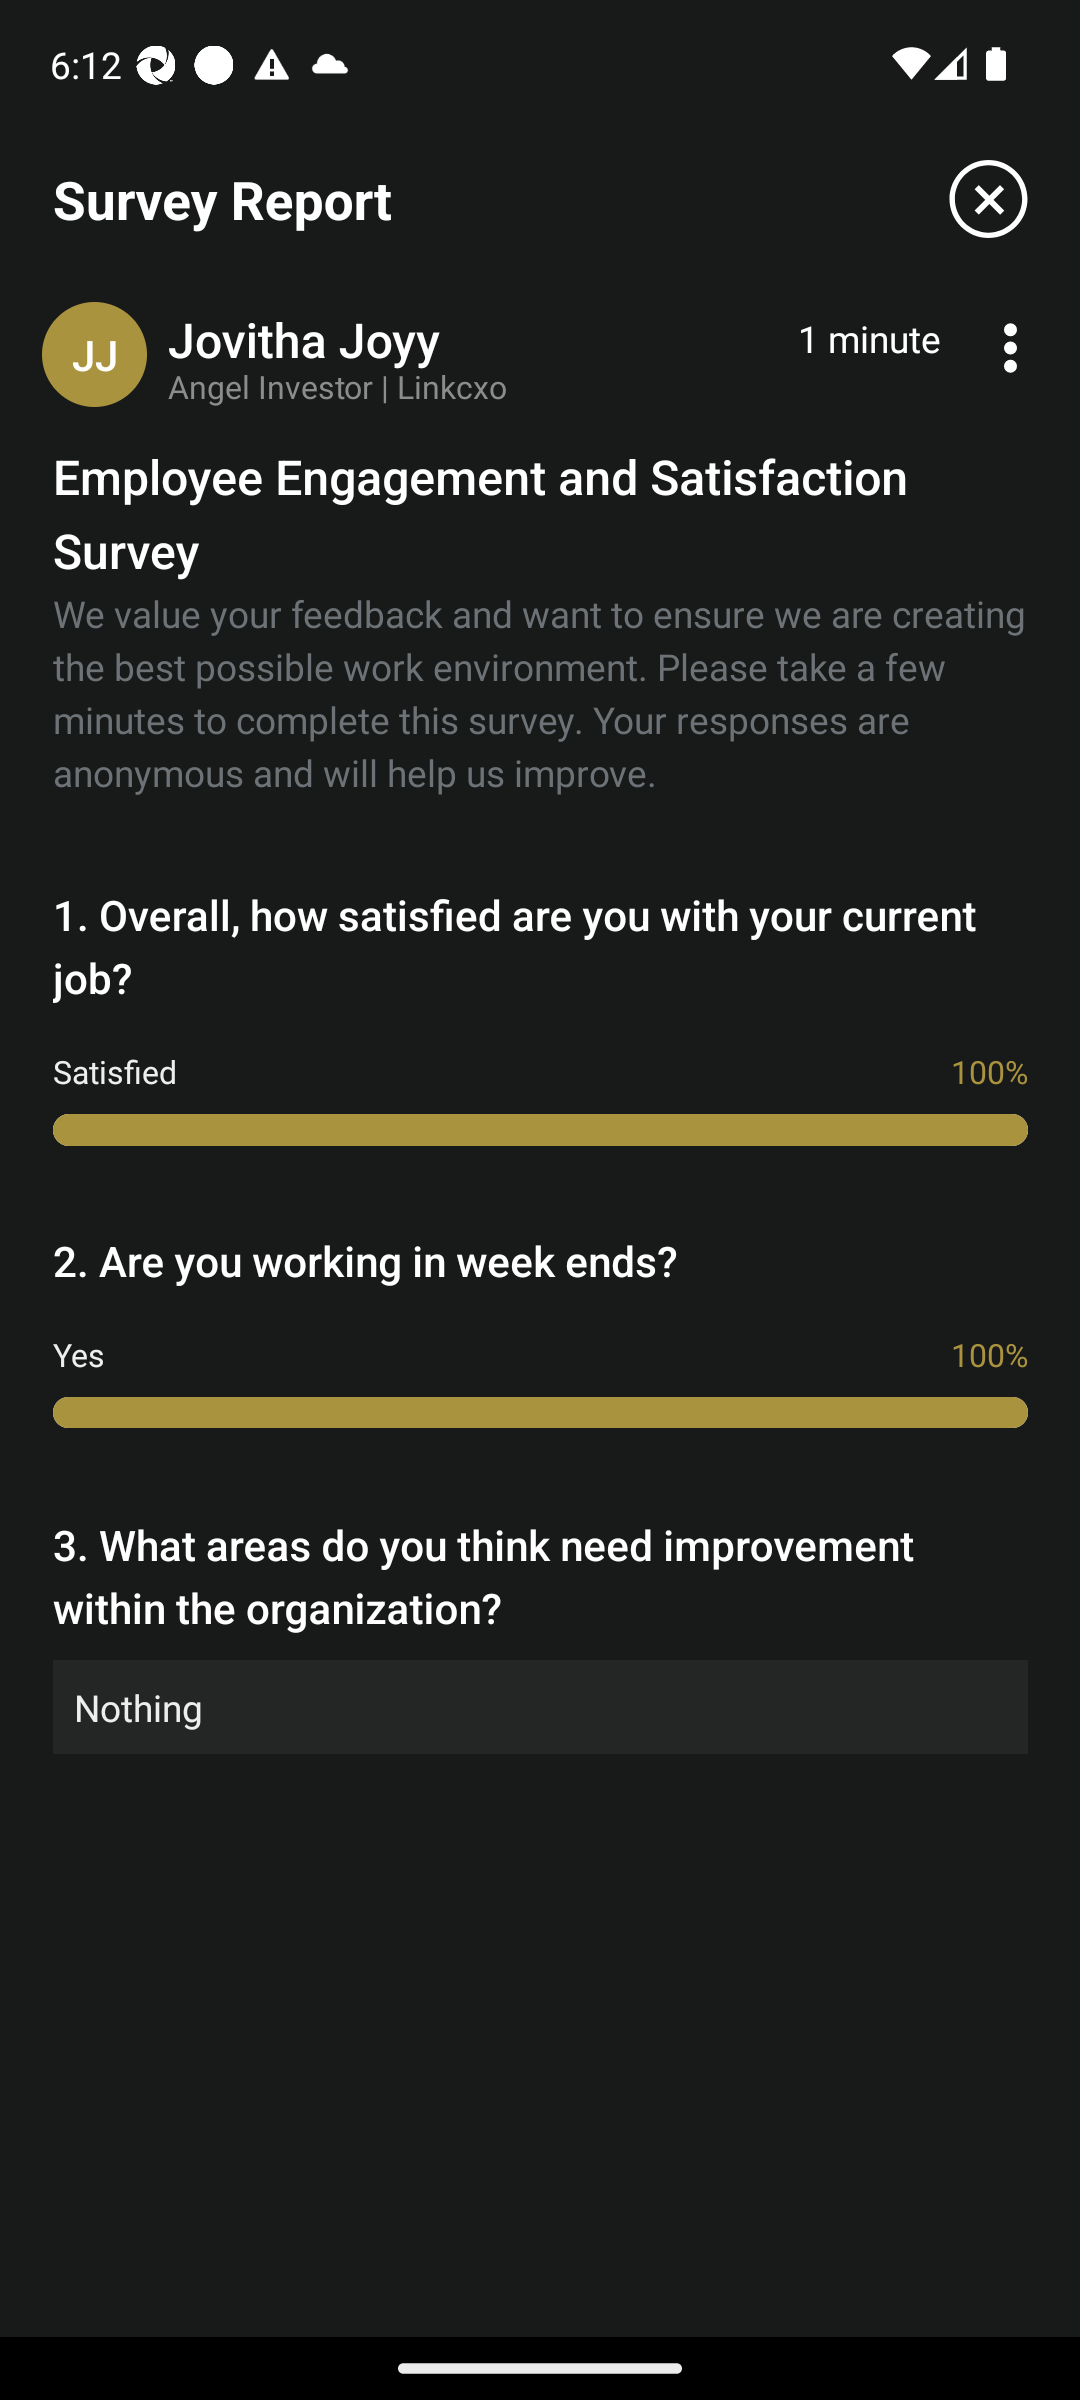 6:12
Survey Report
JJ
Jovitha Joyy
1 minute
Angel Investor | Linkcxo
Employee Engagement and Satisfaction
Survey
We value your feedback and want to ensure we are creating
the best possible work environment. Please take a few
minutes to complete this survey. Your responses are
anonymous and will help us improve.
1. Overall, how satisfied are you with your current
job?
Satisfied 100%
2. Are you working in week ends?
Yes 100%
3. What areas do you think need improvement
within the organization?
Nothing